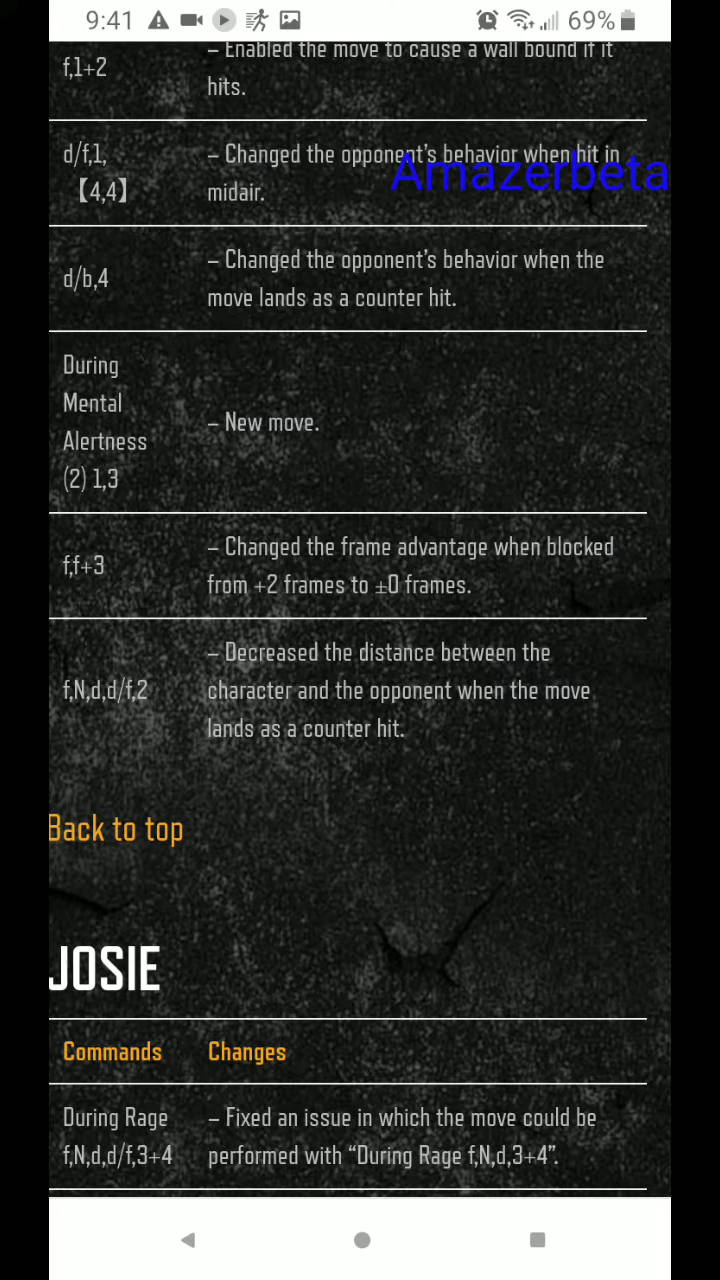 9:41
69%
f,1+2
– Enabled the move to cause a wall bound if it
hits.
d/f,1,
【4,4】
– Changed the opponent's behavior when hit in
midair.
Amazerbeta
d/b,4
– Changed the opponent's behavior when the
move lands as a counter hit.
During
Mental
Alertness
(2) 1,3
– New move.
f,f+3
– Changed the frame advantage when blocked
from +2 frames to ±0 frames.
f,N,d,d/f,2
– Decreased the distance between the
character and the opponent when the move
lands as a counter hit.
Back to top
JOSIE
Commands
Changes
During Rage
f,N,d,d/f,3+4
– Fixed an issue in which the move could be
performed with “During Rage f,N,d,3+4”.